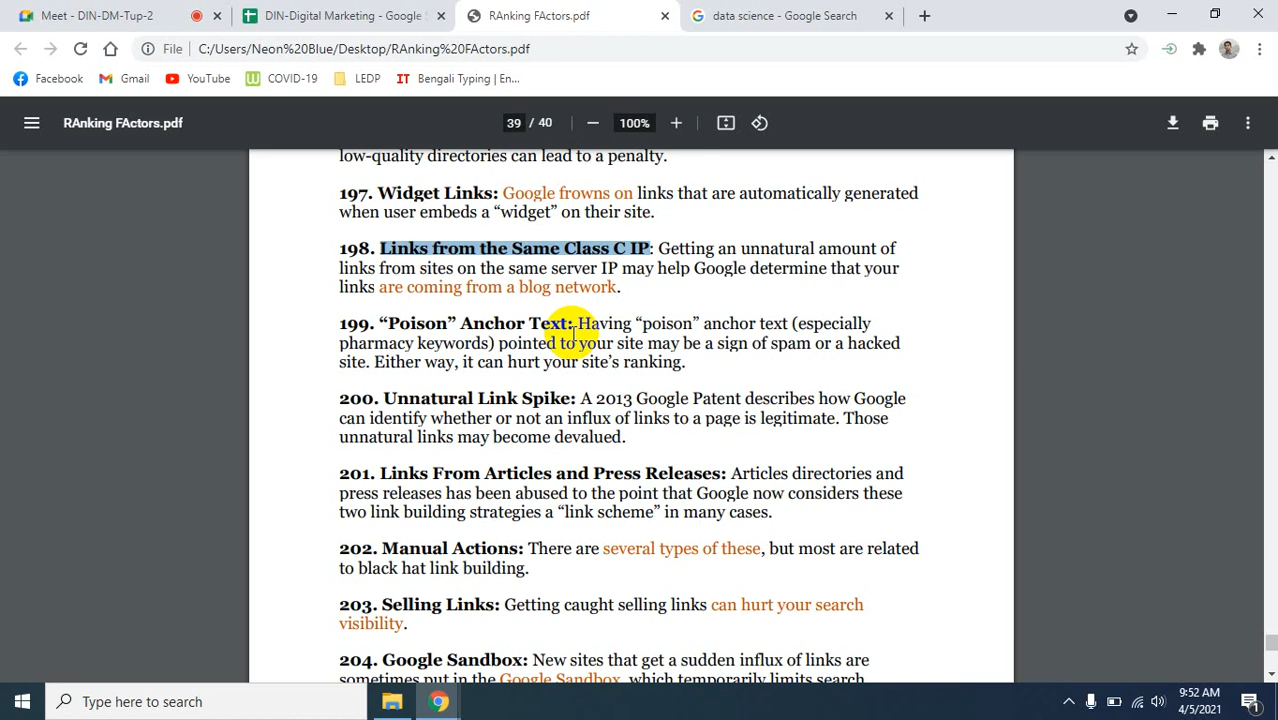 Meet - DIN-DM-Tup-2
DIN-Digital Marketing - Google S
RAnking FActors.pdf
data science - Google Search
File C:/Users/Neon%20Blue/Desktop/RAnking%20FActors.pdf
Facebook Gmail YouTube COVID-19 LEDP IT Bengali Typing | En...
RAnking FActors.pdf 39 / 40 100%
low-quality directories can lead to a penalty.
197. Widget Links: Google frowns on links that are automatically generated
when user embeds a “widget” on their site.
198. Links from the Same Class C IP: Getting an unnatural amount of
links from sites on the same server IP may help Google determine that your
links are coming from a blog network.
199. “Poison” Anchor Text: Having “poison” anchor text (especially
pharmacy keywords) pointed to your site may be a sign of spam or a hacked
site. Either way, it can hurt your site’s ranking.
200. Unnatural Link Spike: A 2013 Google Patent describes how Google
can identify whether or not an influx of links to a page is legitimate. Those
unnatural links may become devalued.
201. Links From Articles and Press Releases: Articles directories and
press releases has been abused to the point that Google now considers these
two link building strategies a “link scheme” in many cases.
202. Manual Actions: There are several types of these, but most are related
to black hat link building.
203. Selling Links: Getting caught selling links can hurt your search
visibility.
204. Google Sandbox: New sites that get a sudden influx of links are
sometimes put in the Google Sandbox, which temporarily limits search
Type here to search
9:52 AM
4/5/2021
1